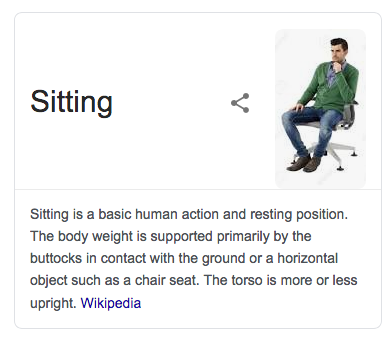 Sitting
Sitting is a basic human action and resting position.
The body weight is supported primarily by the
buttocks in contact with the ground or a horizontal
object such as a chair seat. The torso is more or less
upright. Wikipedia